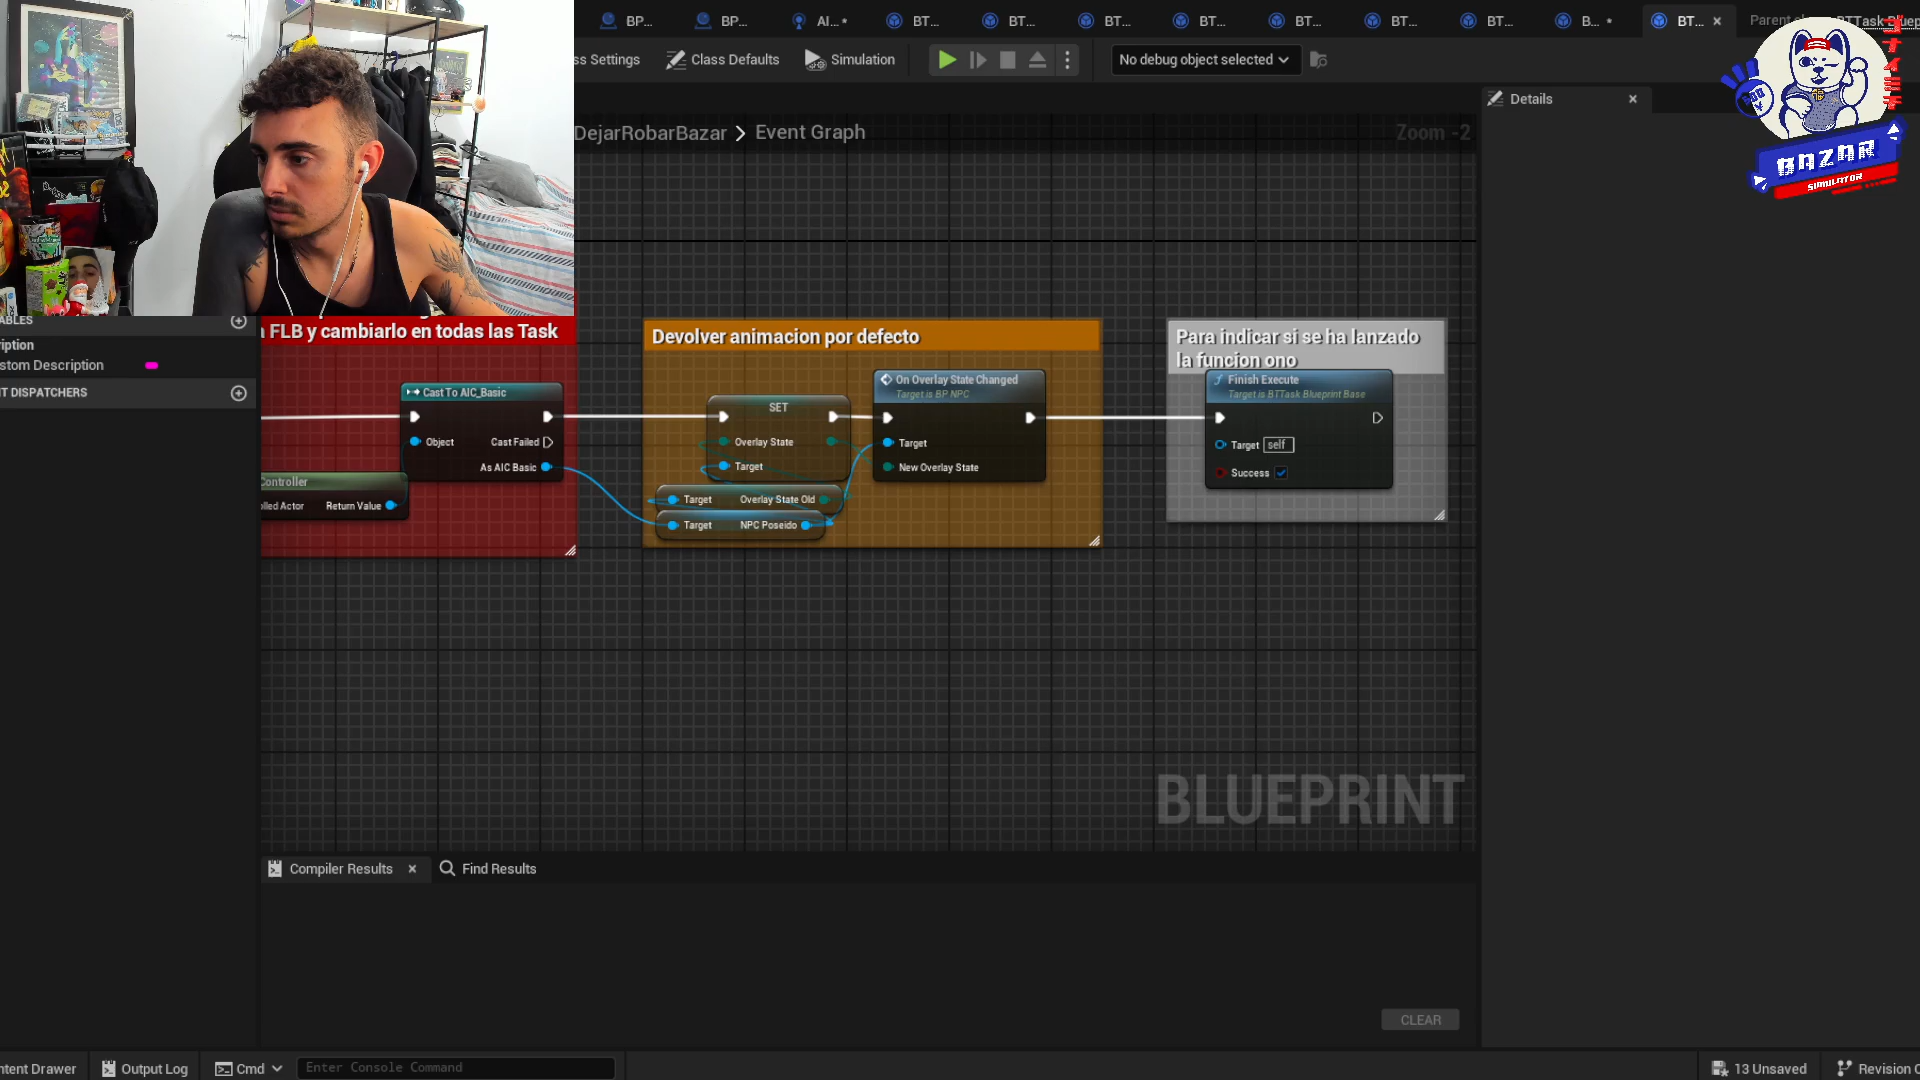 BP...
BP...
AI...*
BT...
BT...
BT...
BT...
BT...
BT...
BT...
B... *
BT...
ss Settings
Class Defaults
Simulation
No debug object selected
Details
DejarRobarBazar
Event Graph
Zoom -2
BAZAR
SIMULATOR
ABLES
iption
stom Description
T DISPATCHERS
FLB y cambiarlo en todas las Task
Cast To AIC_Basic
Object
Cast Failed
As AIC Basic
Controller
lled Actor
Return Value
Devolver animacion por defecto
SET
Overlay State
Target
Target
Overlay State Old
Target
NPC Poseido
On Overlay State Changed
Target is BP NPC
Target
New Overlay State
Para indicar si se ha lanzado
la funcion ono
Finish Execute
Target is BTTask Blueprint Base
Target
self
Success
BLUEPRINT
Compiler Results
Find Results
CLEAR
ntent Drawer
Output Log
Cmd
Enter Console Command
13 Unsaved
Revision C